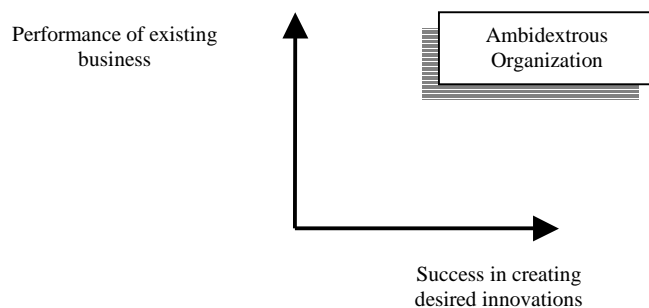 Performance of existing
business
Ambidextrous
Organization
Success in creating
desired innovations